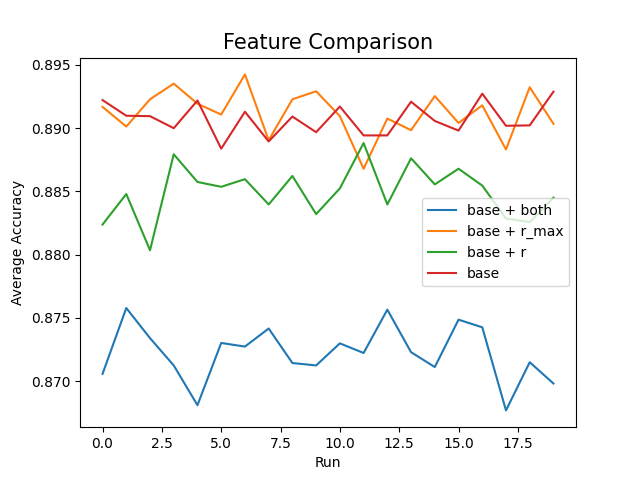 Feature Comparison
0.895
0.890
0.885
0.880
0.875
0.870
Average Accuracy
base + both
base + r_max
base + r
base
0.0 2.5 5.0 7.5 10.0 12.5 15.0 17.5
Run